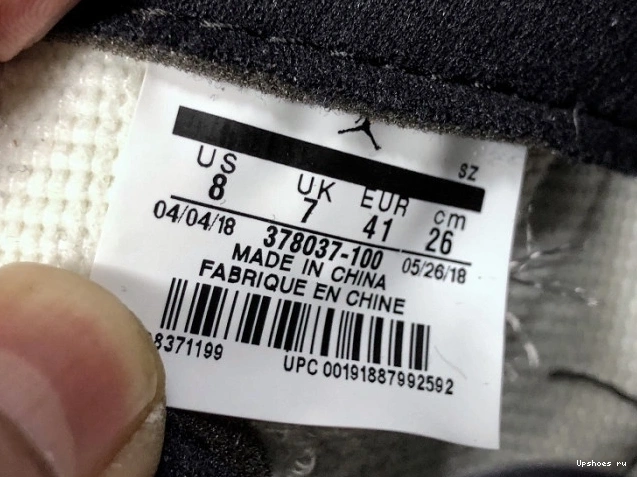 sz
US UK EUR cm
8 7 41 26
04/04/18 378037-100 05/26/18
MADE IN CHINA
FABRIQUE EN CHINE
8371199 UPC 00191887992592
Upshoes ru